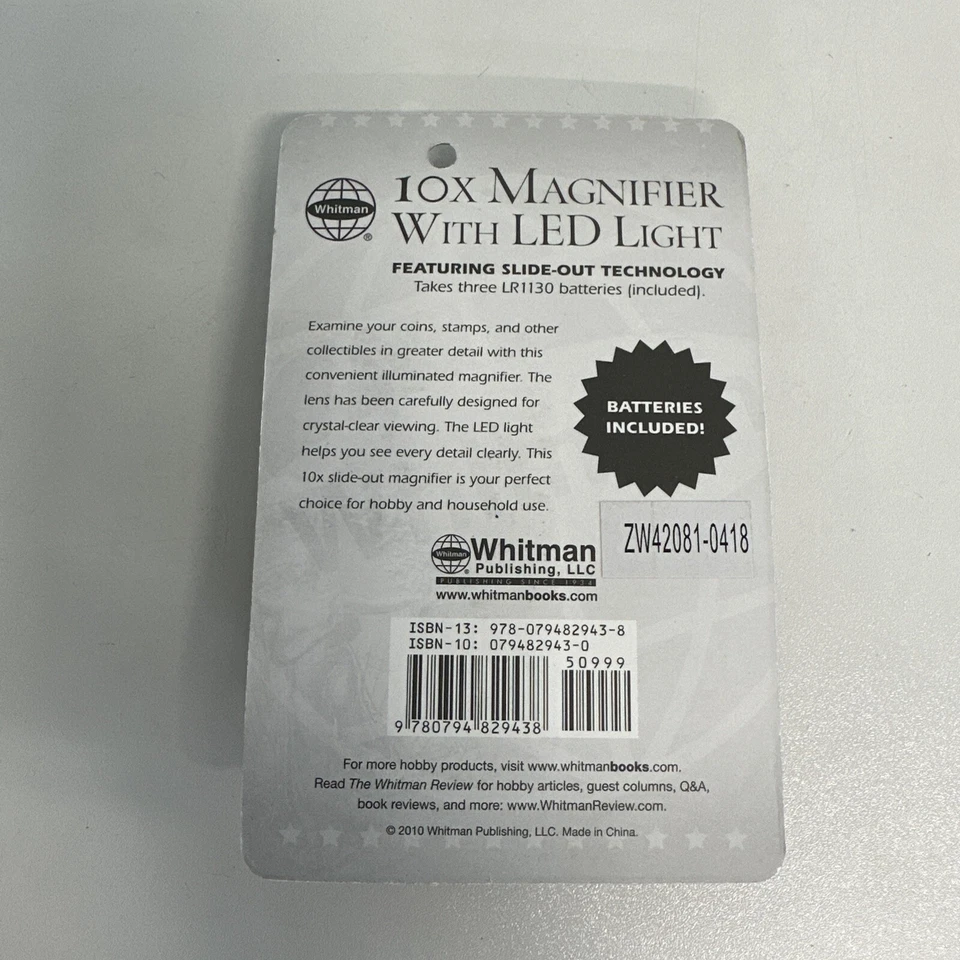 Whitman
®
10X MAGNIFIER
WITH LED LIGHT
FEATURING SLIDE-OUT TECHNOLOGY
Takes three LR1130 batteries (included).
Examine your coins, stamps, and other
collectibles in greater detail with this
convenient illuminated magnifier. The
lens has been carefully designed for
crystal-clear viewing. The LED light
helps you see every detail clearly. This
10x slide-out magnifier is your perfect
choice for hobby and household use.
BATTERIES
INCLUDED!
ZW42081-0418
Whitman
®
Whitman
Publishing, LLC
PUBLISHING SINCE 1934
www.whitmanbooks.com
ISBN-13: 978-079482943-8
ISBN-10: 079482943-0
50999
9 780794 829438
For more hobby products, visit www.whitmanbooks.com.
Read The Whitman Review for hobby articles, guest columns, Q&A,
book reviews, and more: www.WhitmanReview.com.
© 2010 Whitman Publishing, LLC. Made in China.